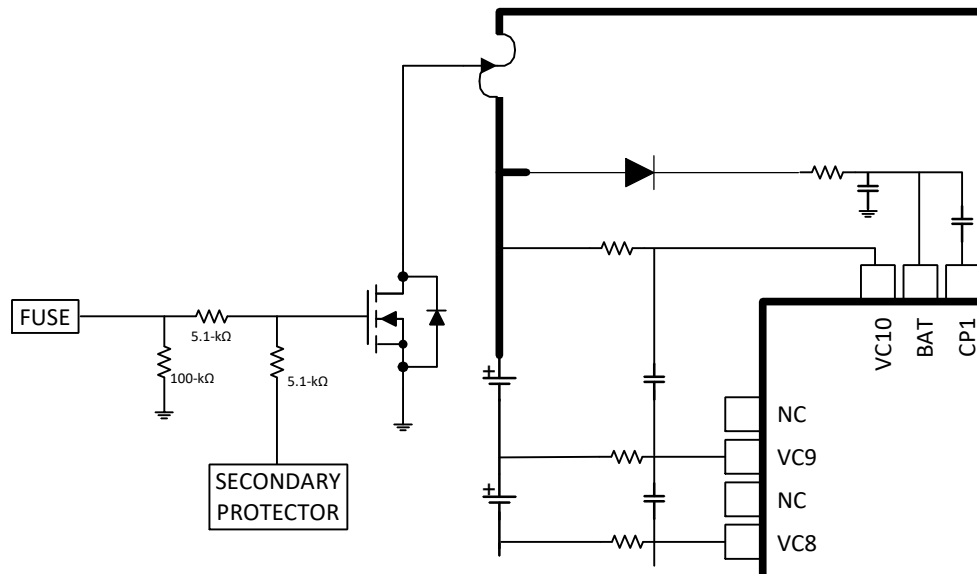 FUSE
5.1-kΩ
100-kΩ
5.1-kΩ
SECONDARY
PROTECTOR
+
+
VC10
BAT
CP1
NC
VC9
NC
VC8